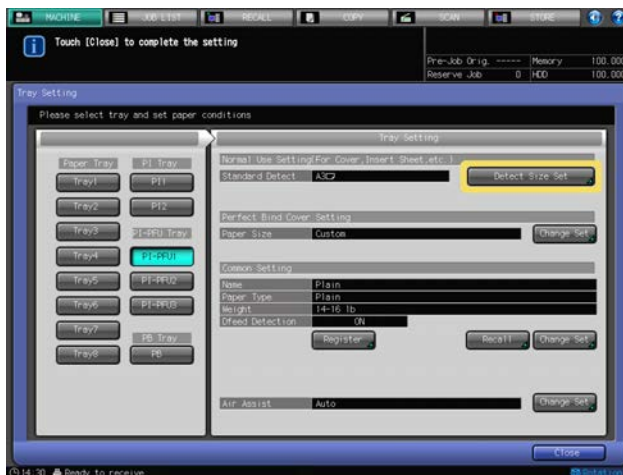 MACHINE JOB LIST RECALL COPY SCAN STORE
Touch [Close] to complete the setting
Pre-Job Orig. ----- Memory 100.00
Reserve Job 0 HDD 100.00
Tray Setting
Please select tray and set paper conditions
Tray Setting
Paper Tray PI Tray
Normal Use Setting(For Cover,Insert Sheet,etc.)
Tray1 PI1
Standard Detect A3 Detect Size Set
Tray2 PI2
Perfect Bind Cover Setting
Tray3 PI-PFU Tray
Paper Size Custom Change Set
Tray4 PI-PFU1
Common Setting
Tray5 PI-PFU2
Name Plain
Paper Type Plain
Tray6 PI-PFU3
Weight 14-16 lb
Dfeed Detection ON
Tray7 PB Tray
Register Recall Change Set
Tray8 PB
Air Assist Auto Change Set
Close
14:30 Ready to receive Rotation